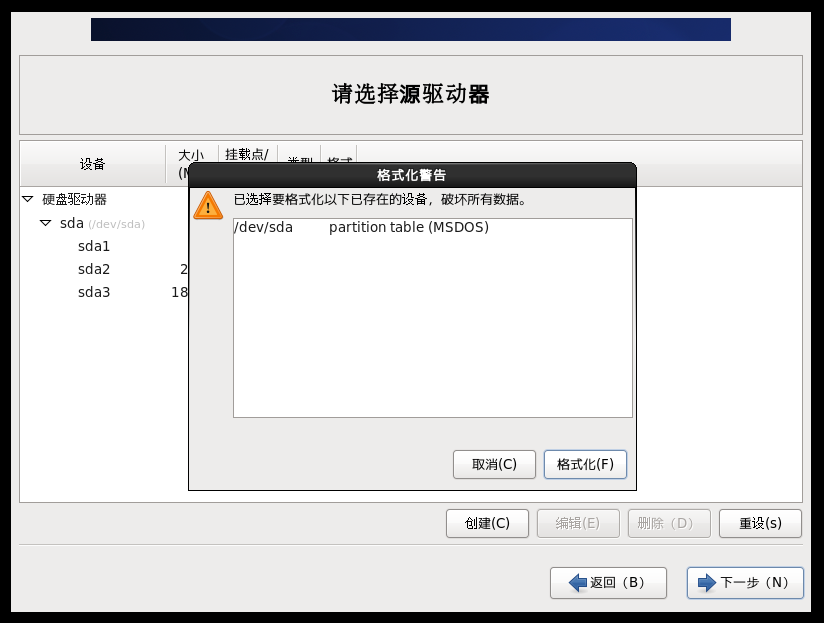 请选择源驱动器
设备
大小
挂载点/
格式化警告
硬盘驱动器
sda (/dev/sda)
sda1
sda2
2
sda3
18
已选择要格式化以下已存在的设备，破坏所有数据。
/dev/sda partition table (MSDOS)
取消(C)
格式化(F)
创建(C)
编辑(E)
删除（D）
重设(s)
返回（B）
下一步（N）